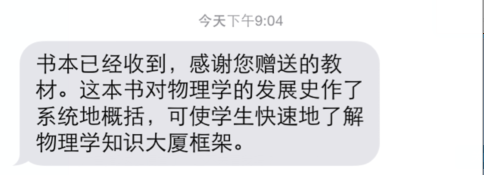 今天下午9:04
书本已经收到，感谢您赠送的教
材。这本书对物理学的发展史作了
系统地概括，可使学生快速地了解
物理学知识大厦框架。